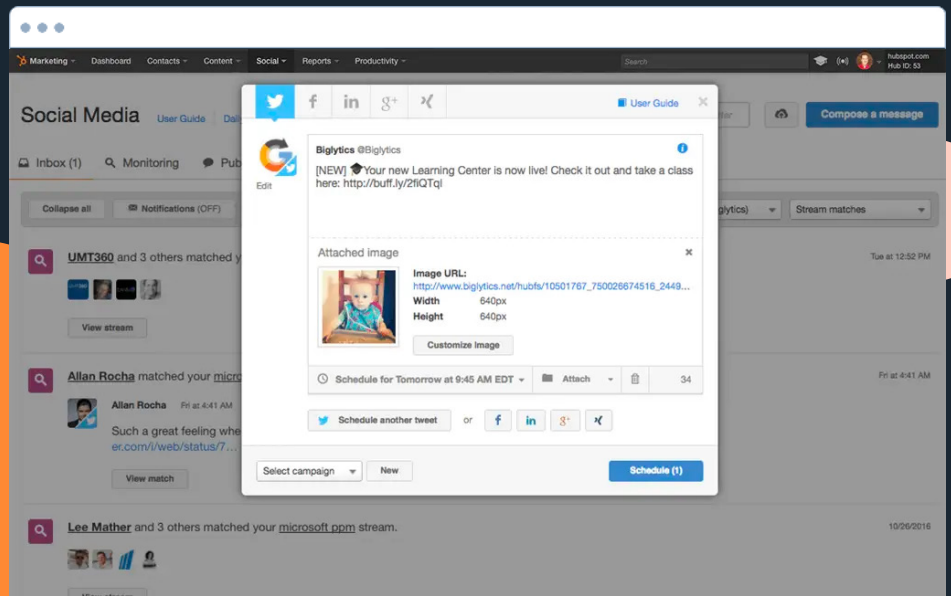 Marketing Dashboard Contacts Content Social Reports Productivity Search hubspot.com
Hub ID: 53
User Guide
Social Media User Guide Compose a message
Biglytics @Biglytics
[NEW] 🎓Your new Learning Center is now live! Check it out and take a class
here: http://buff.ly/2fiQTqI
Edit
Inbox (1) Monitoring
Collapse all Notifications (OFF) Stream matches
Attached image
UMT360 and 3 others matched Tue at 12:52 PM
Image URL:
http://www.biglytics.net/hubfs/10501767_750026674516_2449...
Width 640px
Height 640px
View stream
Customize Image
Allan Rocha matched your Fri at 4:41 AM
Schedule for Tomorrow at 9:45 AM EDT Attach 34
Allan Rocha Fri at 4:41 AM
Schedule another tweet or
Such a great feeling
er.com/i/web/status/7...
View match
Select campaign New Schedule (1)
Lee Mather and 3 others matched your microsoft ppm stream. 10/26/2016